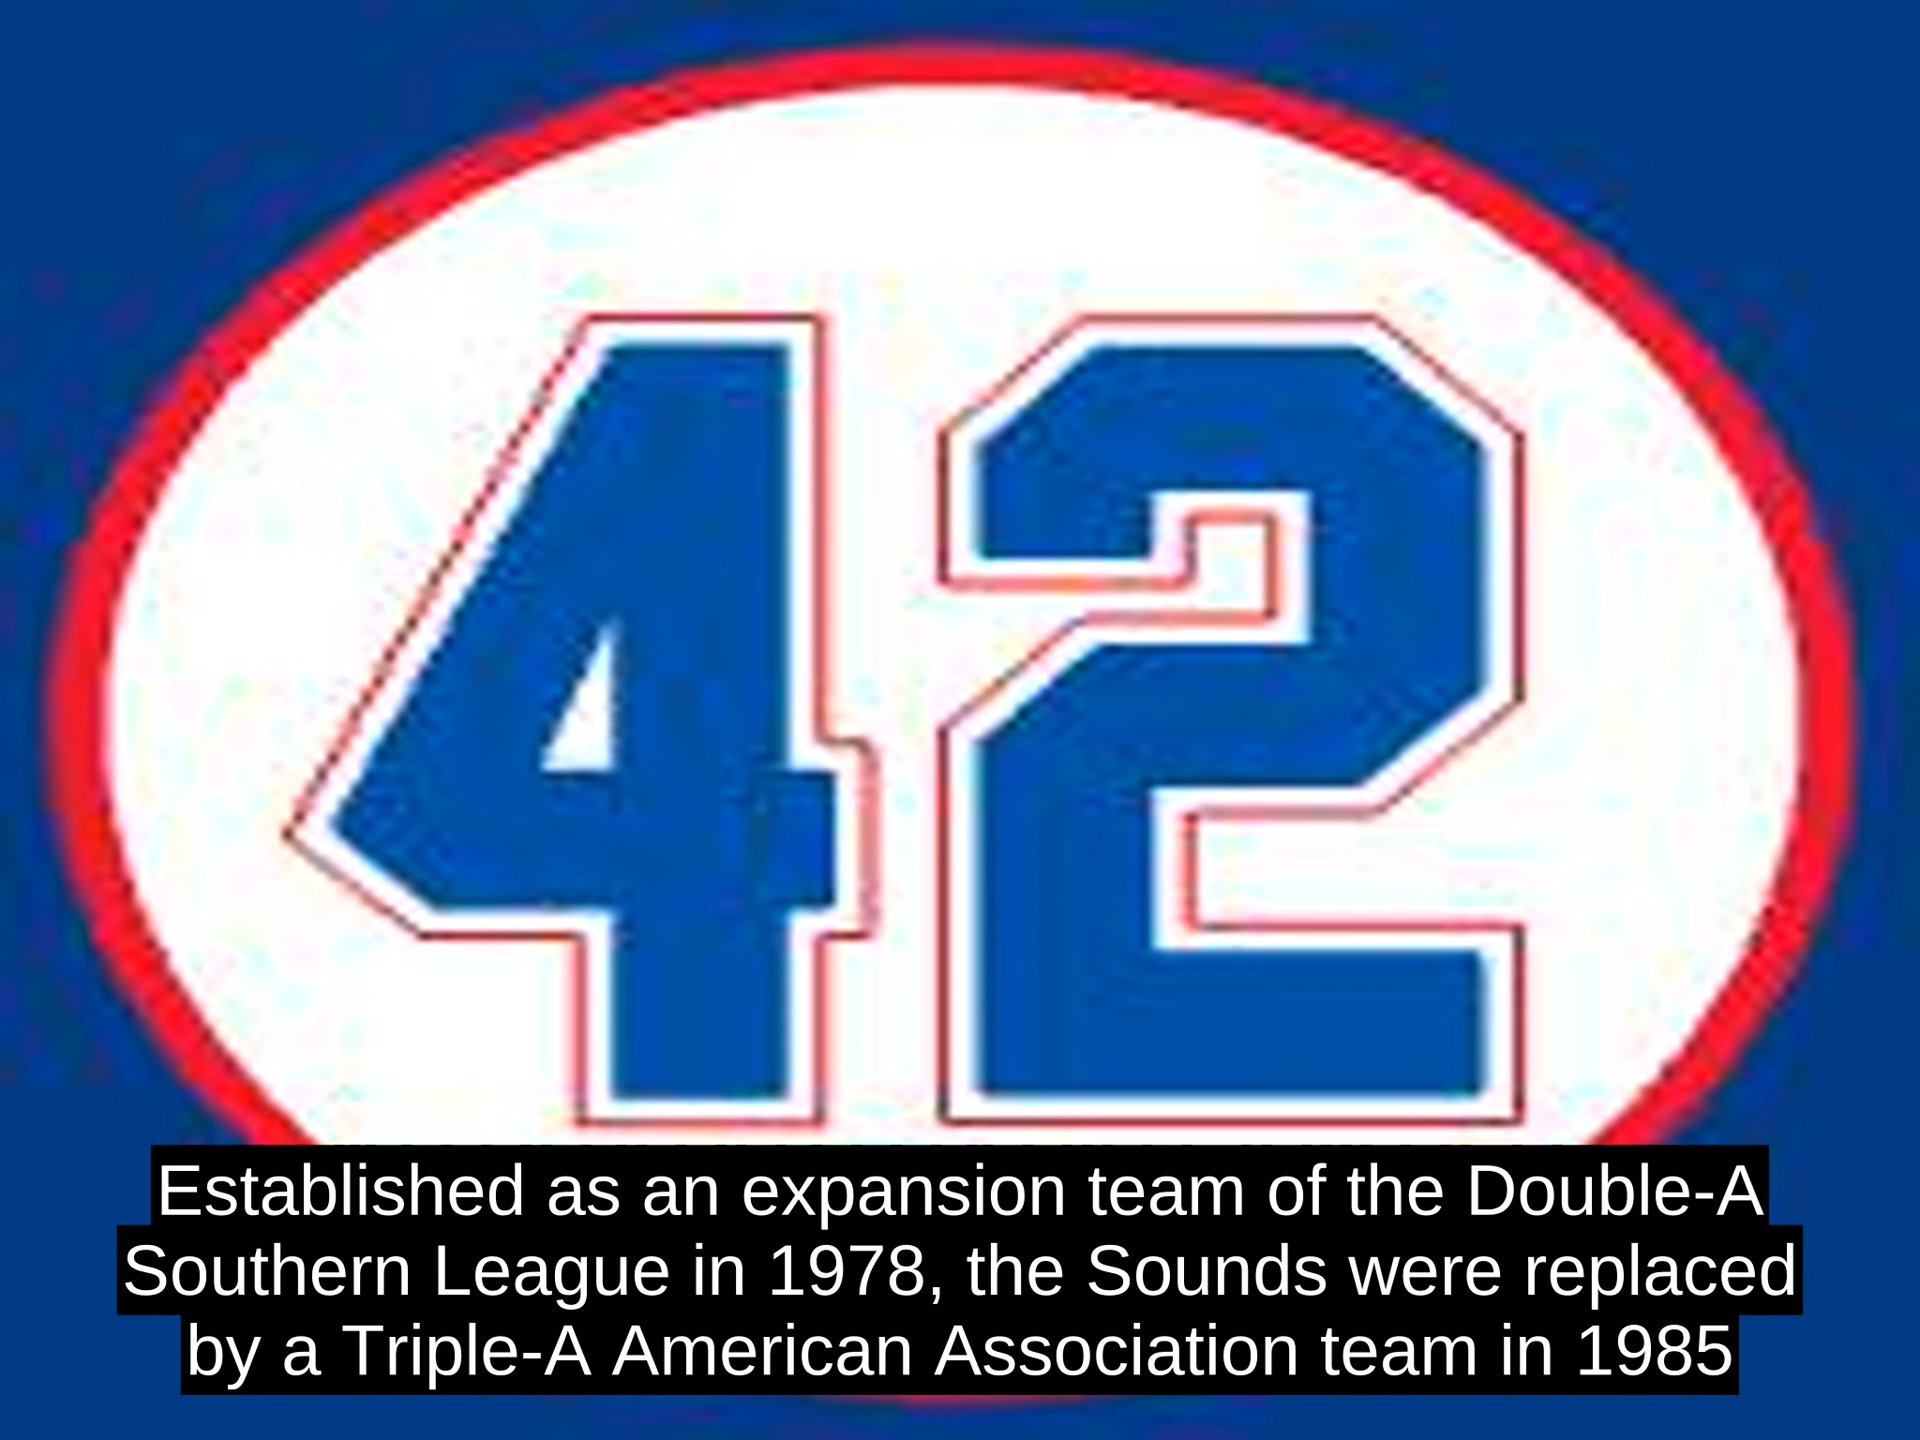 42
Established as an expansion team of the Double-A
Southern League in 1978, the Sounds were replaced
by a Triple-A American Association team in 1985